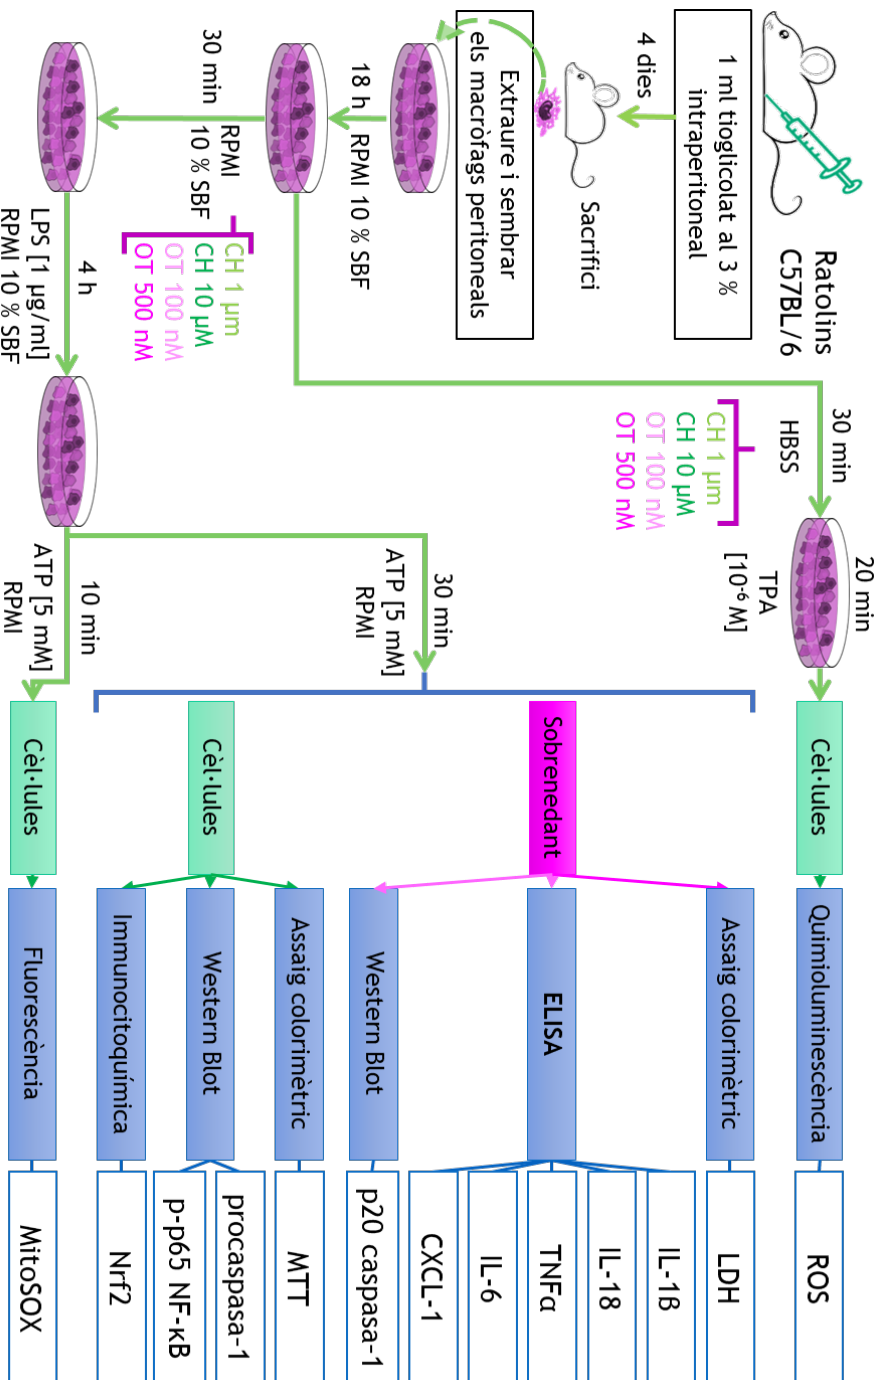 Ratolins
C57BL/6
1 ml tioglicolat al 3 %
intraperitoneal
4 dies
Sacrifici
Extraure i sembrar
els macròfags peritoneals
18 h
RPMI 10 % SBF
30 min
RPMI
10 % SBF
CH 1 µm
CH 10 µM
OT 100 nM
OT 500 nM
4 h
LPS [1 µg/ml]
RPMI 10 % SBF
30 min
HBSS
CH 1 µm
CH 10 µM
OT 100 nM
OT 500 nM
20 min
TPA
[10⁻⁶ M]
30 min
ATP [5 mM]
RPMI
10 min
ATP [5 mM]
RPMI
Cèl·lules
Quimioluminescència
ROS
Sobrenedant
Assaig colorimètric
LDH
ELISA
IL-1β
IL-18
TNFα
IL-6
CXCL-1
Western Blot
p20 caspasa-1
Cèl·lules
Assaig colorimètric
MTT
Western Blot
procaspasa-1
p-p65 NF-κB
Immunocitoquímica
Nrf2
Cèl·lules
Fluorescència
MitoSOX